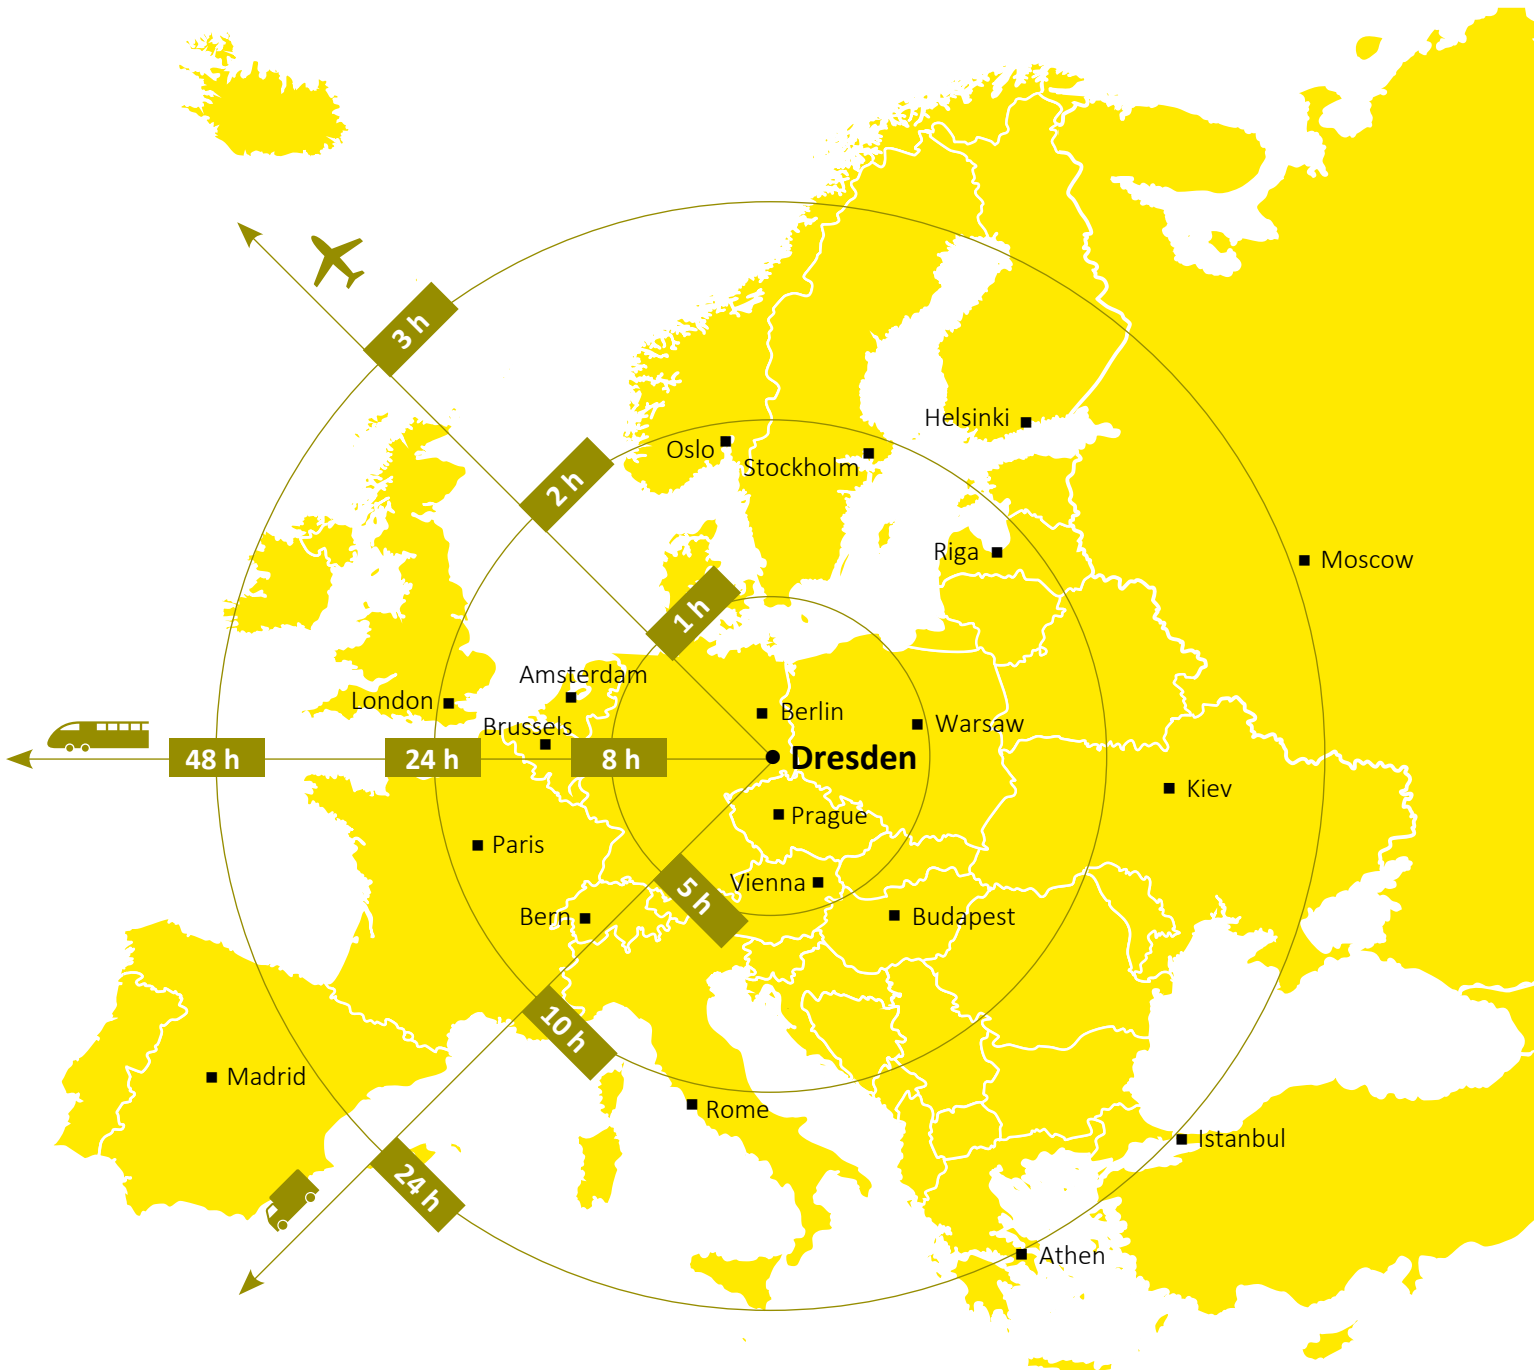 3 h
Helsinki
Oslo
Stockholm
2 h
Riga
Moscow
1 h
Amsterdam
London
Berlin
Brussels
Warsaw
48 h
24 h
8 h
Dresden
Kiev
Prague
Paris
Vienna
5 h
Bern
Budapest
10 h
Madrid
Rome
Istanbul
24 h
Athen